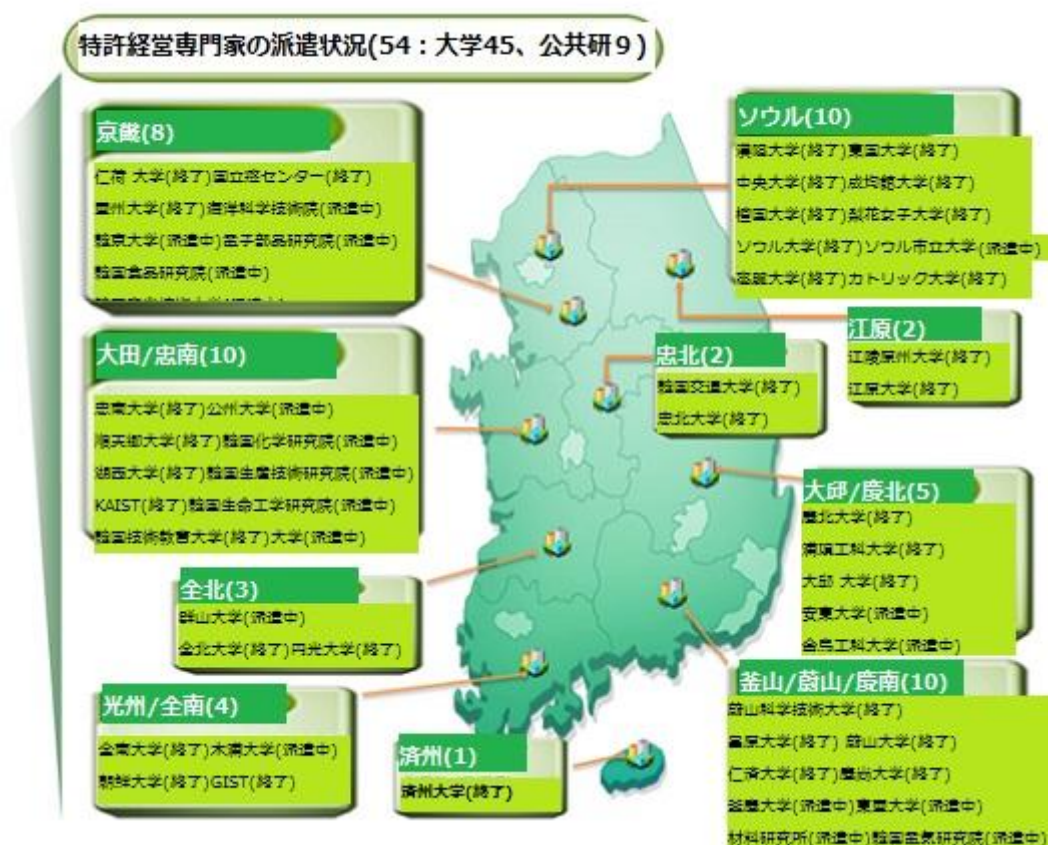 特許経営専門家の派遣状況(54：大学45、公共研９)
京畿(8)
仁荷 大学(終了)国立癌センター(終了)
州大学(終了)海洋科学技術院(派遣中)
韓京大学(派遣中)電子部品研究院(派遣中)
韓国食品研究院(派遣中)
ソウル(10)
漢陽大学(終了)東国大学(終了)
中央大学(終了)成均館大学(終了)
檀国大学(終了)梨花女子大学(終了)
ソウル大学(終了)ソウル市立大学(派遣中)
高麗大学(終了)カトリック大学(終了)
江原(2)
江陵原州大学(終了)
江原大学(終了)
忠北(2)
韓国交通大学(終了)
忠北大学(終了)
大田/忠南(10)
忠南大学(終了)公州大学(派遣中)
順天郷大学(終了)韓国化学研究院(派遣中)
湖西大学(終了)韓国生産技術研究院(派遣中)
KAIST(終了)韓国生命工学研究院(派遣中)
韓国技術教育大学(終了)大学(派遣中)
大邱/慶北(5)
慶北大学(終了)
浦項工科大学(終了)
大邱 大学(終了)
安東大学(派遣中)
金烏工科大学(派遣中)
全北(3)
群山大学(派遣中)
全北大学(終了)円光大学(終了)
光州/全南(4)
全南大学(終了)木浦大学(派遣中)
朝鮮大学(終了)GIST(終了)
済州(1)
済州大学(終了)
釜山/蔚山/慶南(10)
蔚山科学技術大学(終了)
昌原大学(終了) 蔚山大学(終了)
仁済大学(終了)慶尚大学(終了)
釜慶大学(派遣中)東亜大学(派遣中)
材料研究所(派遣中)韓国電気研究院(派遣中)